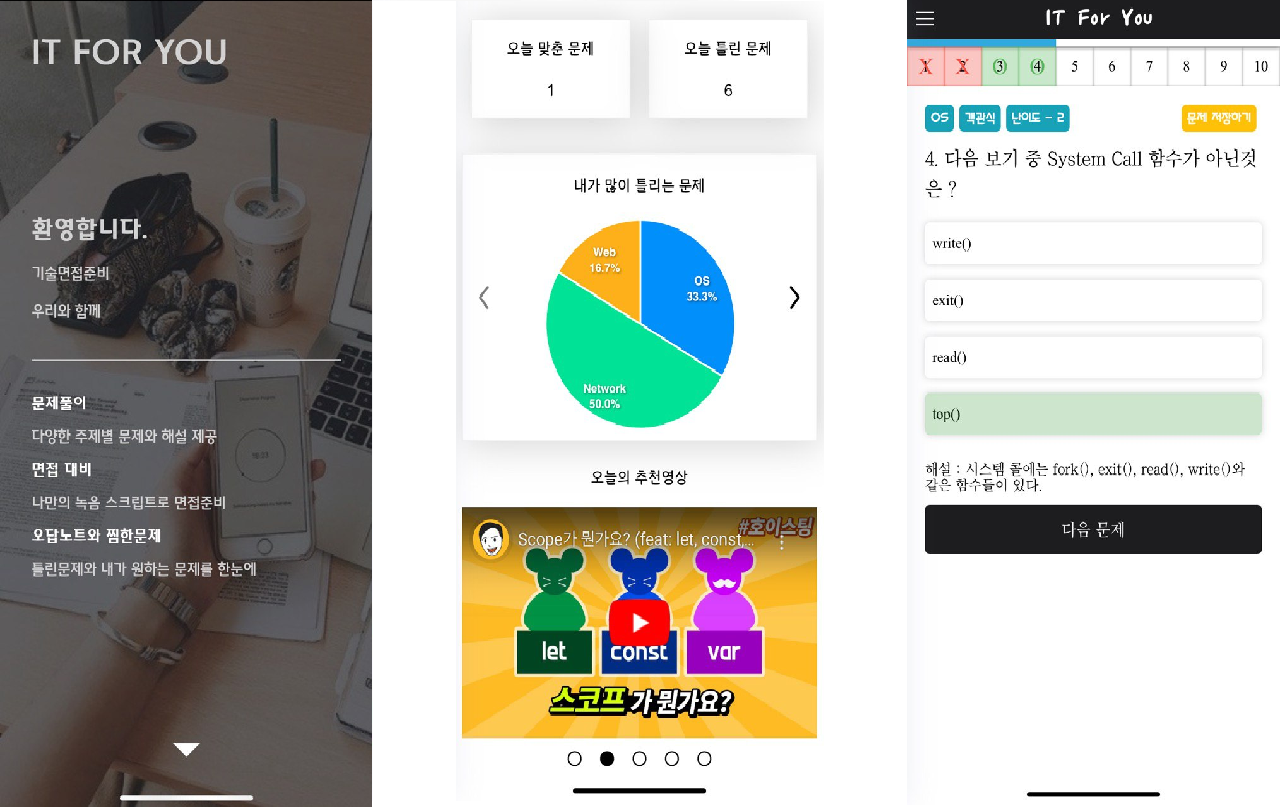 IT FOR YOU
환영합니다.
기술면접준비
우리와 함께
문제풀이
다양한 주제별 문제와 해설 제공
면접 대비
나만의 녹음 스크립트로 면접준비
오답노트와 찜한문제
틀린문제와 내가 원하는 문제를 한눈에
오늘 맞춘 문제
1
오늘 틀린 문제
6
내가 많이 틀리는 문제
Web
16.7%
OS
33.3%
Network
50.0%
오늘의 추천영상
#호이스팅
Scope가 뭔가요? (feat: let, const,...
let
const
var
스코프가 뭔가요?
IT For You
1 2 3 4 5 6 7 8 9 10
OS 객관식 난이도 - 2 문제 저장하기
4. 다음 보기 중 System Call 함수가 아닌것
은 ?
write()
exit()
read()
top()
해설 : 시스템 콜에는 fork(), exit(), read(), write()와
같은 함수들이 있다.
다음 문제